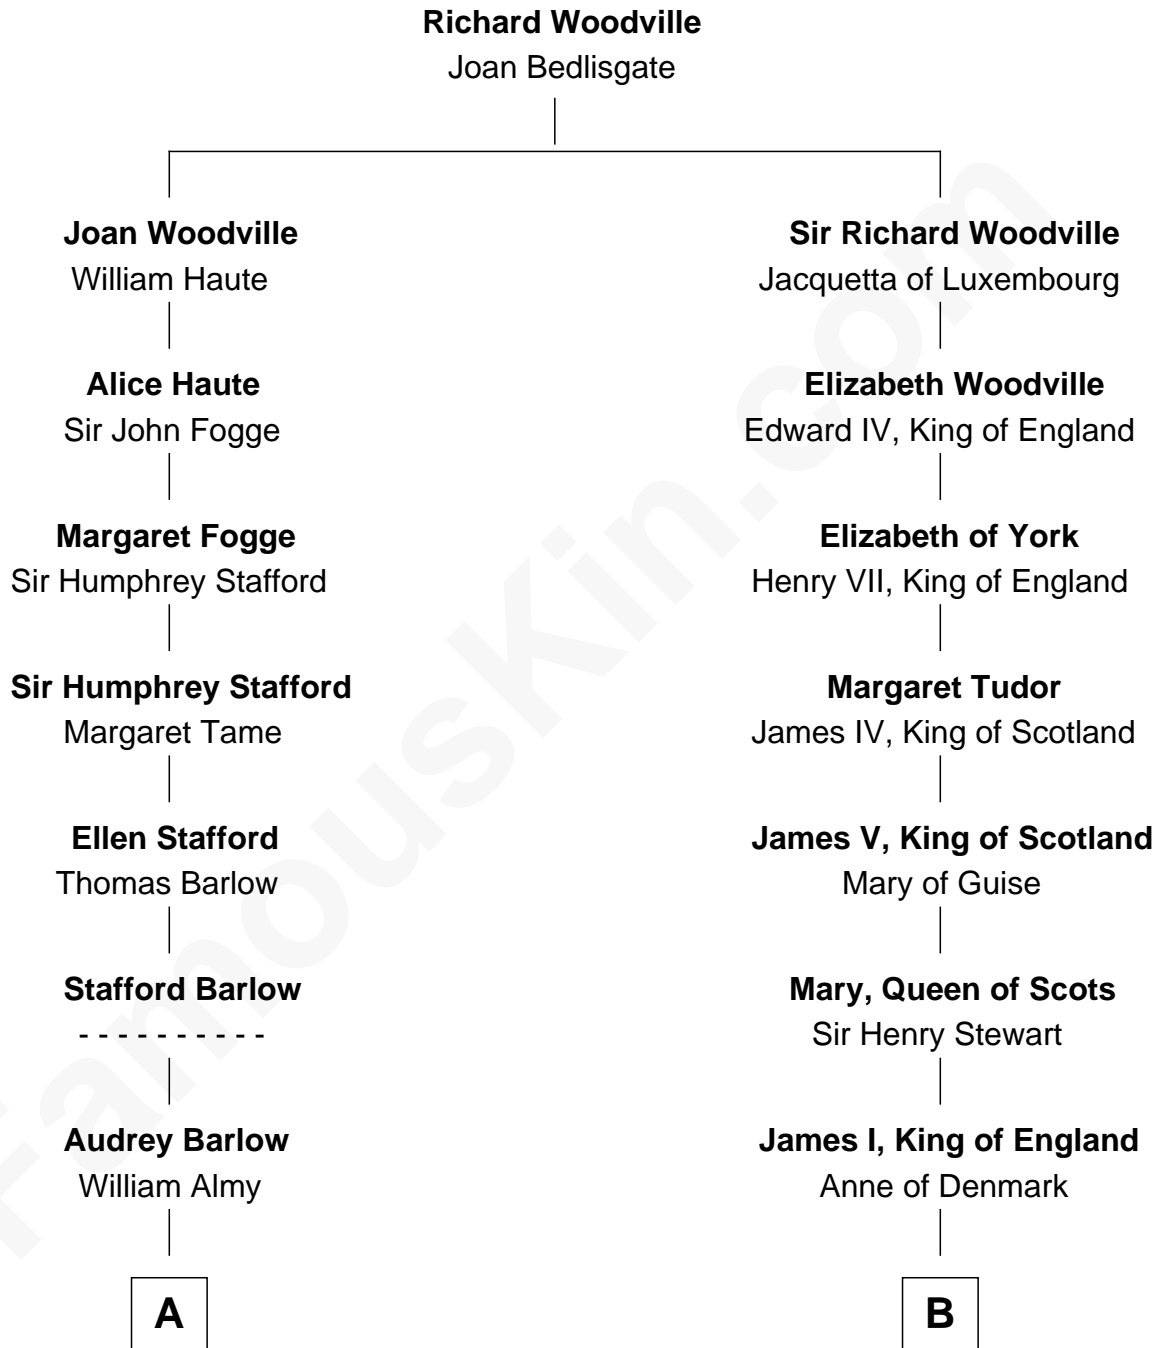 Richard Woodville
Joan Bedlisgate
Joan Woodville
William Haute
Sir Richard Woodville
Jacquetta of Luxembourg
Alice Haute
Sir John Fogge
Elizabeth Woodville
Edward IV, King of England
Margaret Fogge
Sir Humphrey Stafford
Elizabeth of York
Henry VII, King of England
Sir Humphrey Stafford
Margaret Tame
Margaret Tudor
James IV, King of Scotland
Ellen Stafford
Thomas Barlow
James V, King of Scotland
Mary of Guise
Stafford Barlow
- - - - - - - - - -
Mary, Queen of Scots
Sir Henry Stewart
Audrey Barlow
William Almy
James I, King of England
Anne of Denmark
A
B
FamousKin.com